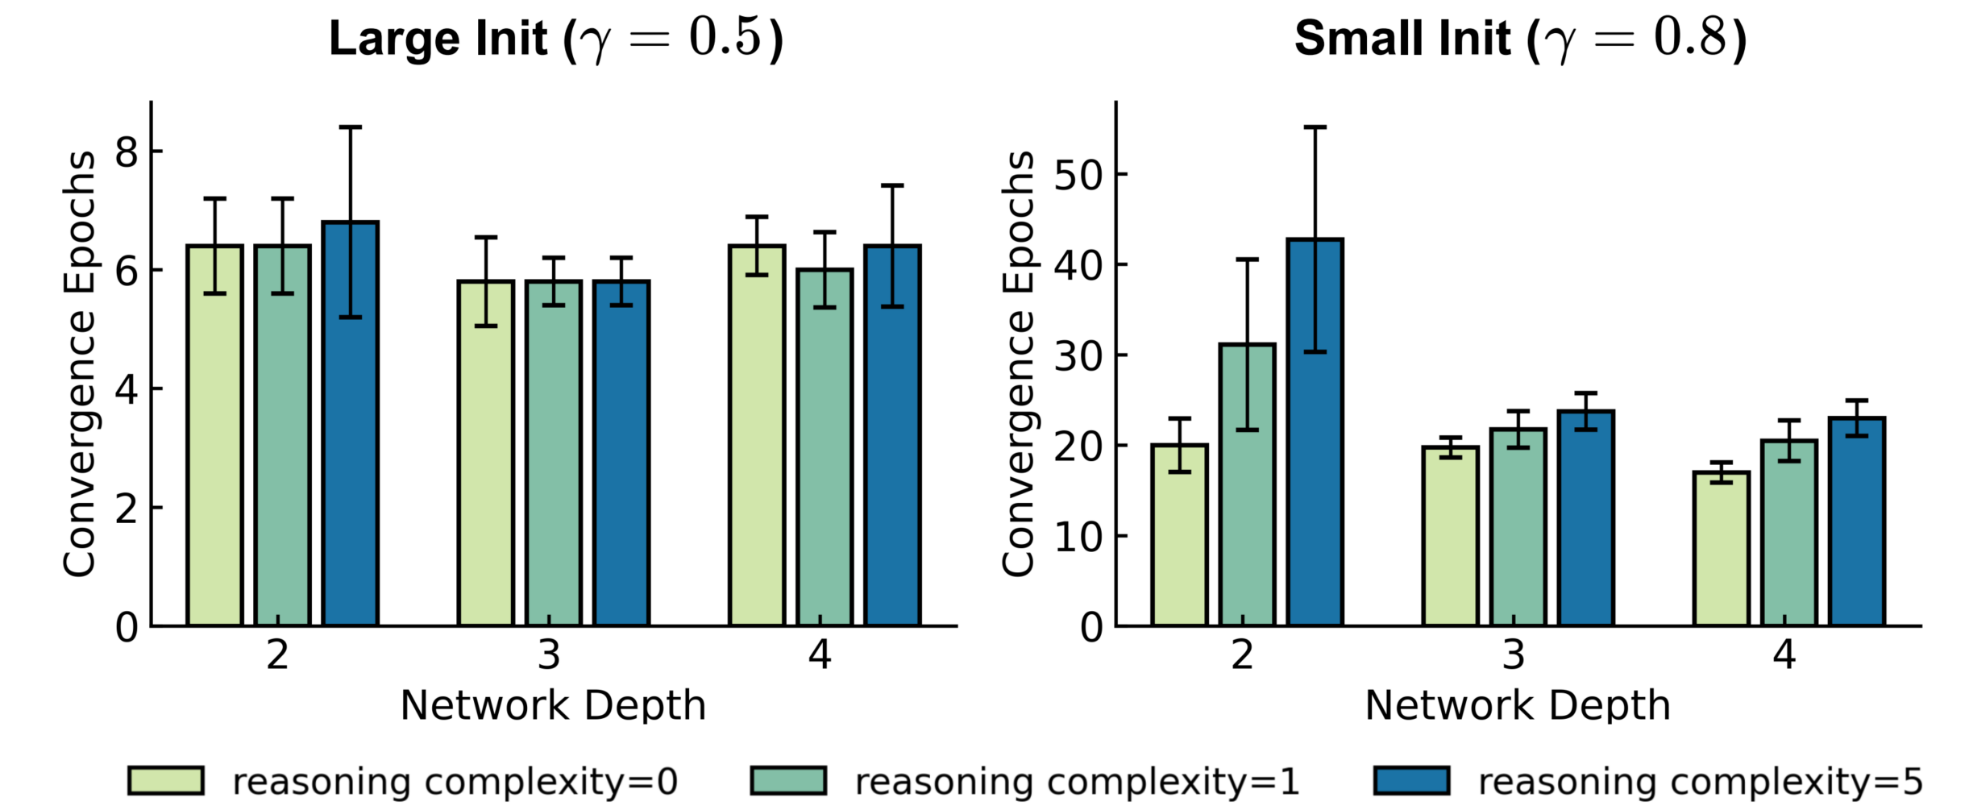 Large Init (γ = 0.5)
8
6
4
2
0
Convergence Epochs
2 3 4
Network Depth
Small Init (γ = 0.8)
50
40
30
20
10
0
Convergence Epochs
2 3 4
Network Depth
reasoning complexity=0 reasoning complexity=1 reasoning complexity=5